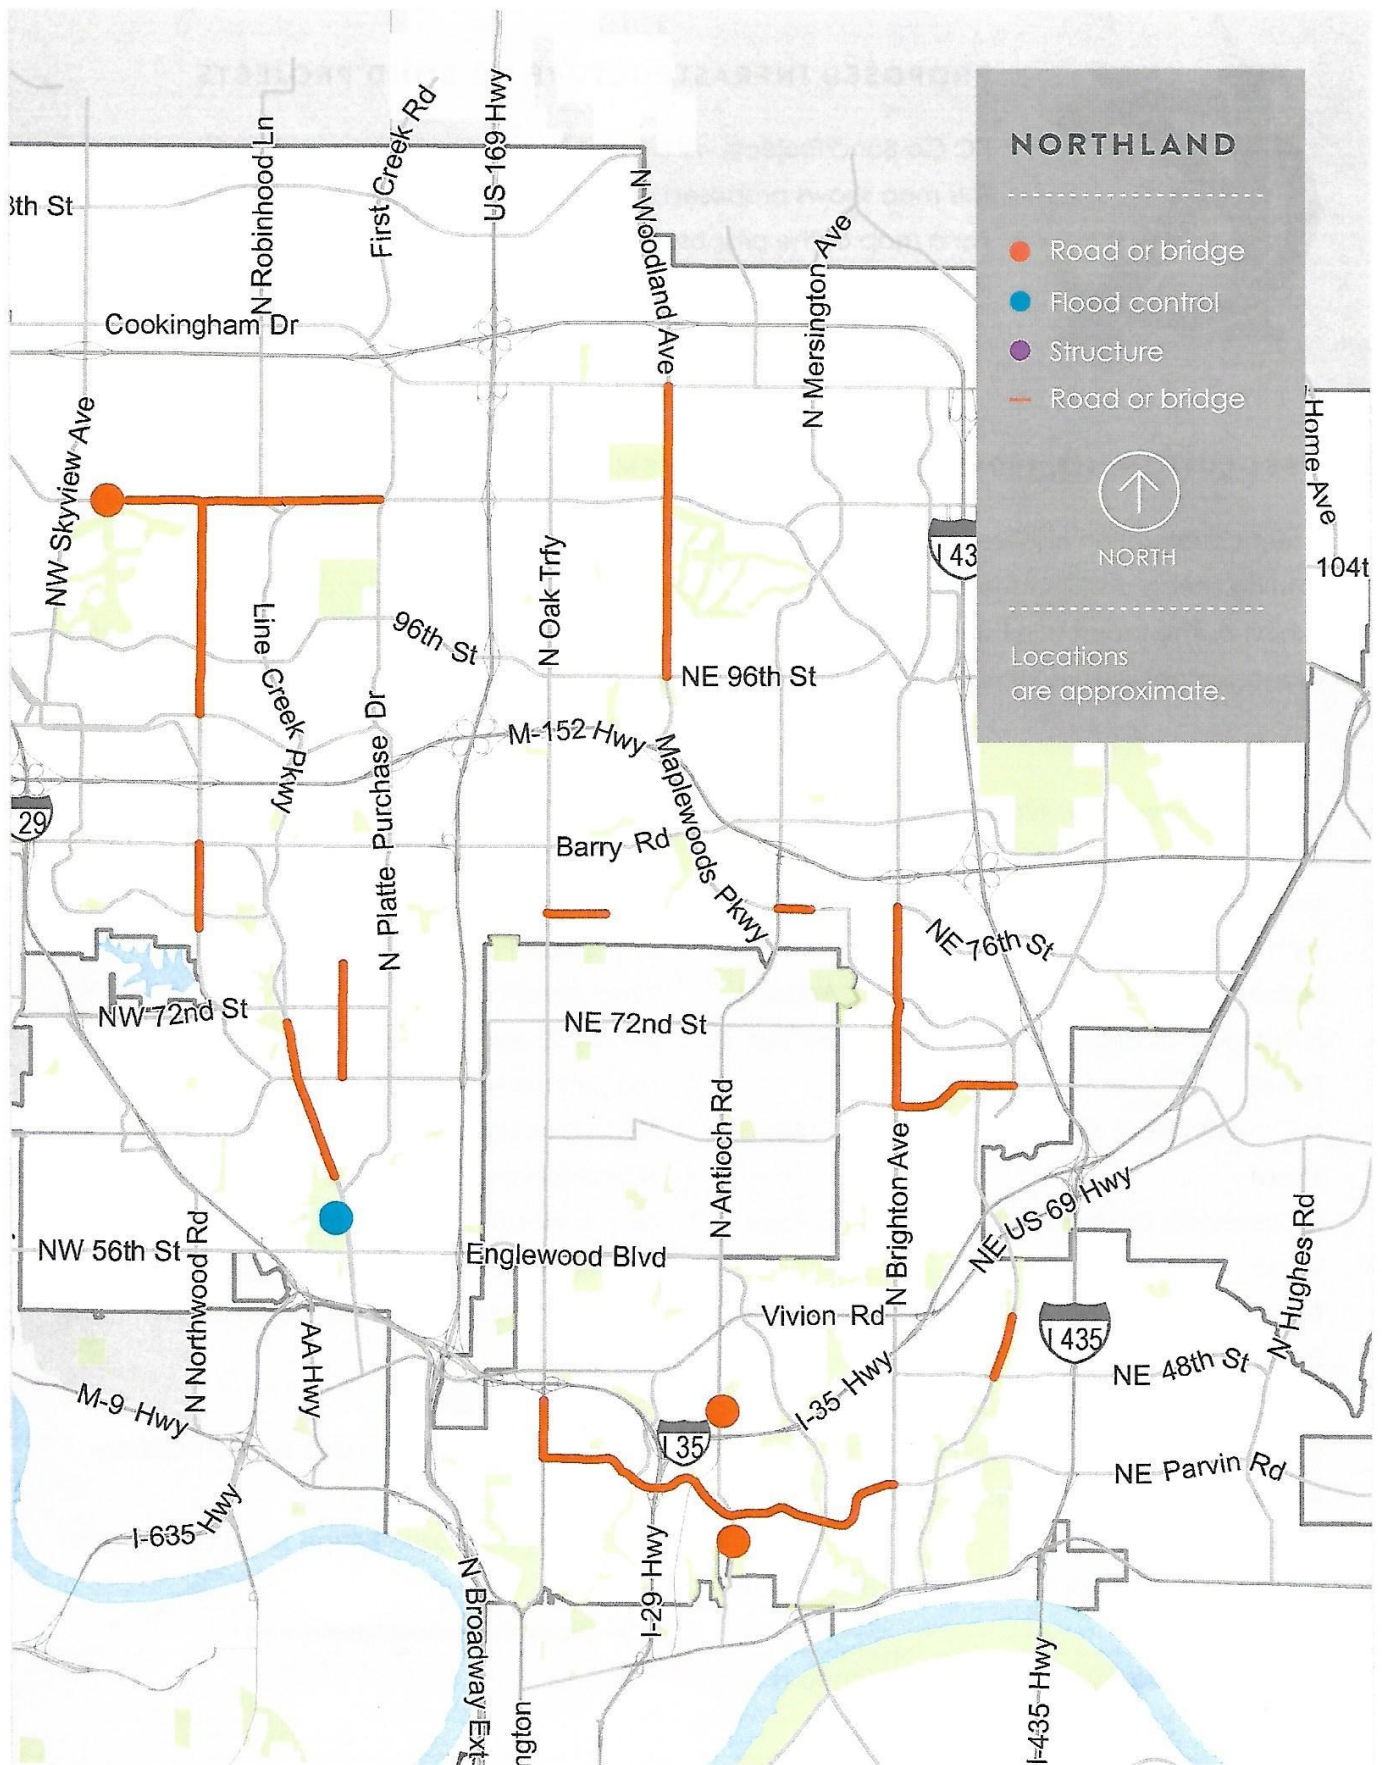 NORTHLAND
Road or bridge
Flood control
Structure
Road or bridge
NORTH
Locations
are approximate.
8th St
N Robinhood Ln
First Creek Rd
US 169 Hwy
N Woodland Ave
N Mersington Ave
Cookingham Dr
NW Skyview Ave
Home Ave
I 43
104t
Line Creek Pkwy
96th St
N Oak Trfy
NE 96th St
N Platte Purchase Dr
M-152 Hwy
Maplewoods Pkwy
29
Barry Rd
NE 76th St
NW 72nd St
NE 72nd St
N Antioch Rd
N Brighton Ave
NE US 69 Hwy
N Hughes Rd
NW 56th St
N Northwood Rd
Englewood Blvd
Vivion Rd
AA Hwy
I 435
NE 48th St
M-9 Hwy
I-35 Hwy
I 35
NE Parvin Rd
I-635 Hwy
I-29 Hwy
N Broadway Ext
ngton
I-435 Hwy